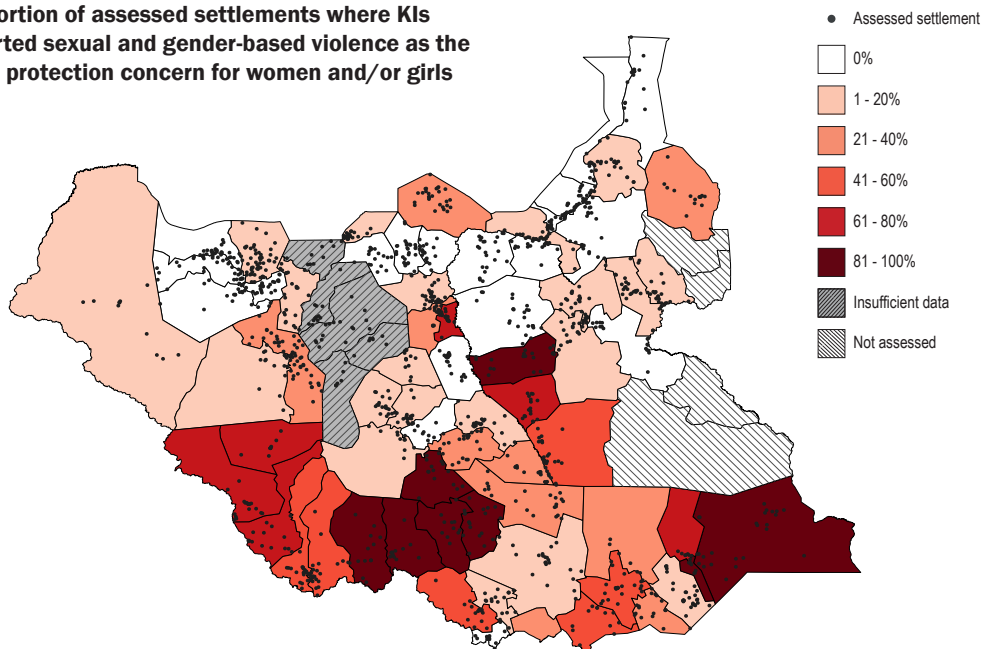 ortion of assessed settlements where KIs
rted sexual and gender-based violence as the
protection concern for women and/or girls
Assessed settlement
0%
1 - 20%
21 - 40%
41 - 60%
61 - 80%
81 - 100%
Insufficient data
Not assessed